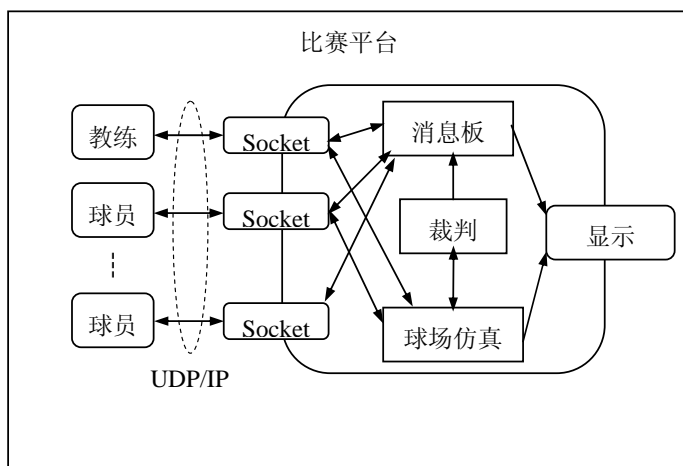 比赛平台
教练
Socket
消息板
球员
Socket
裁判
显示
球员
Socket
球场仿真
UDP/IP